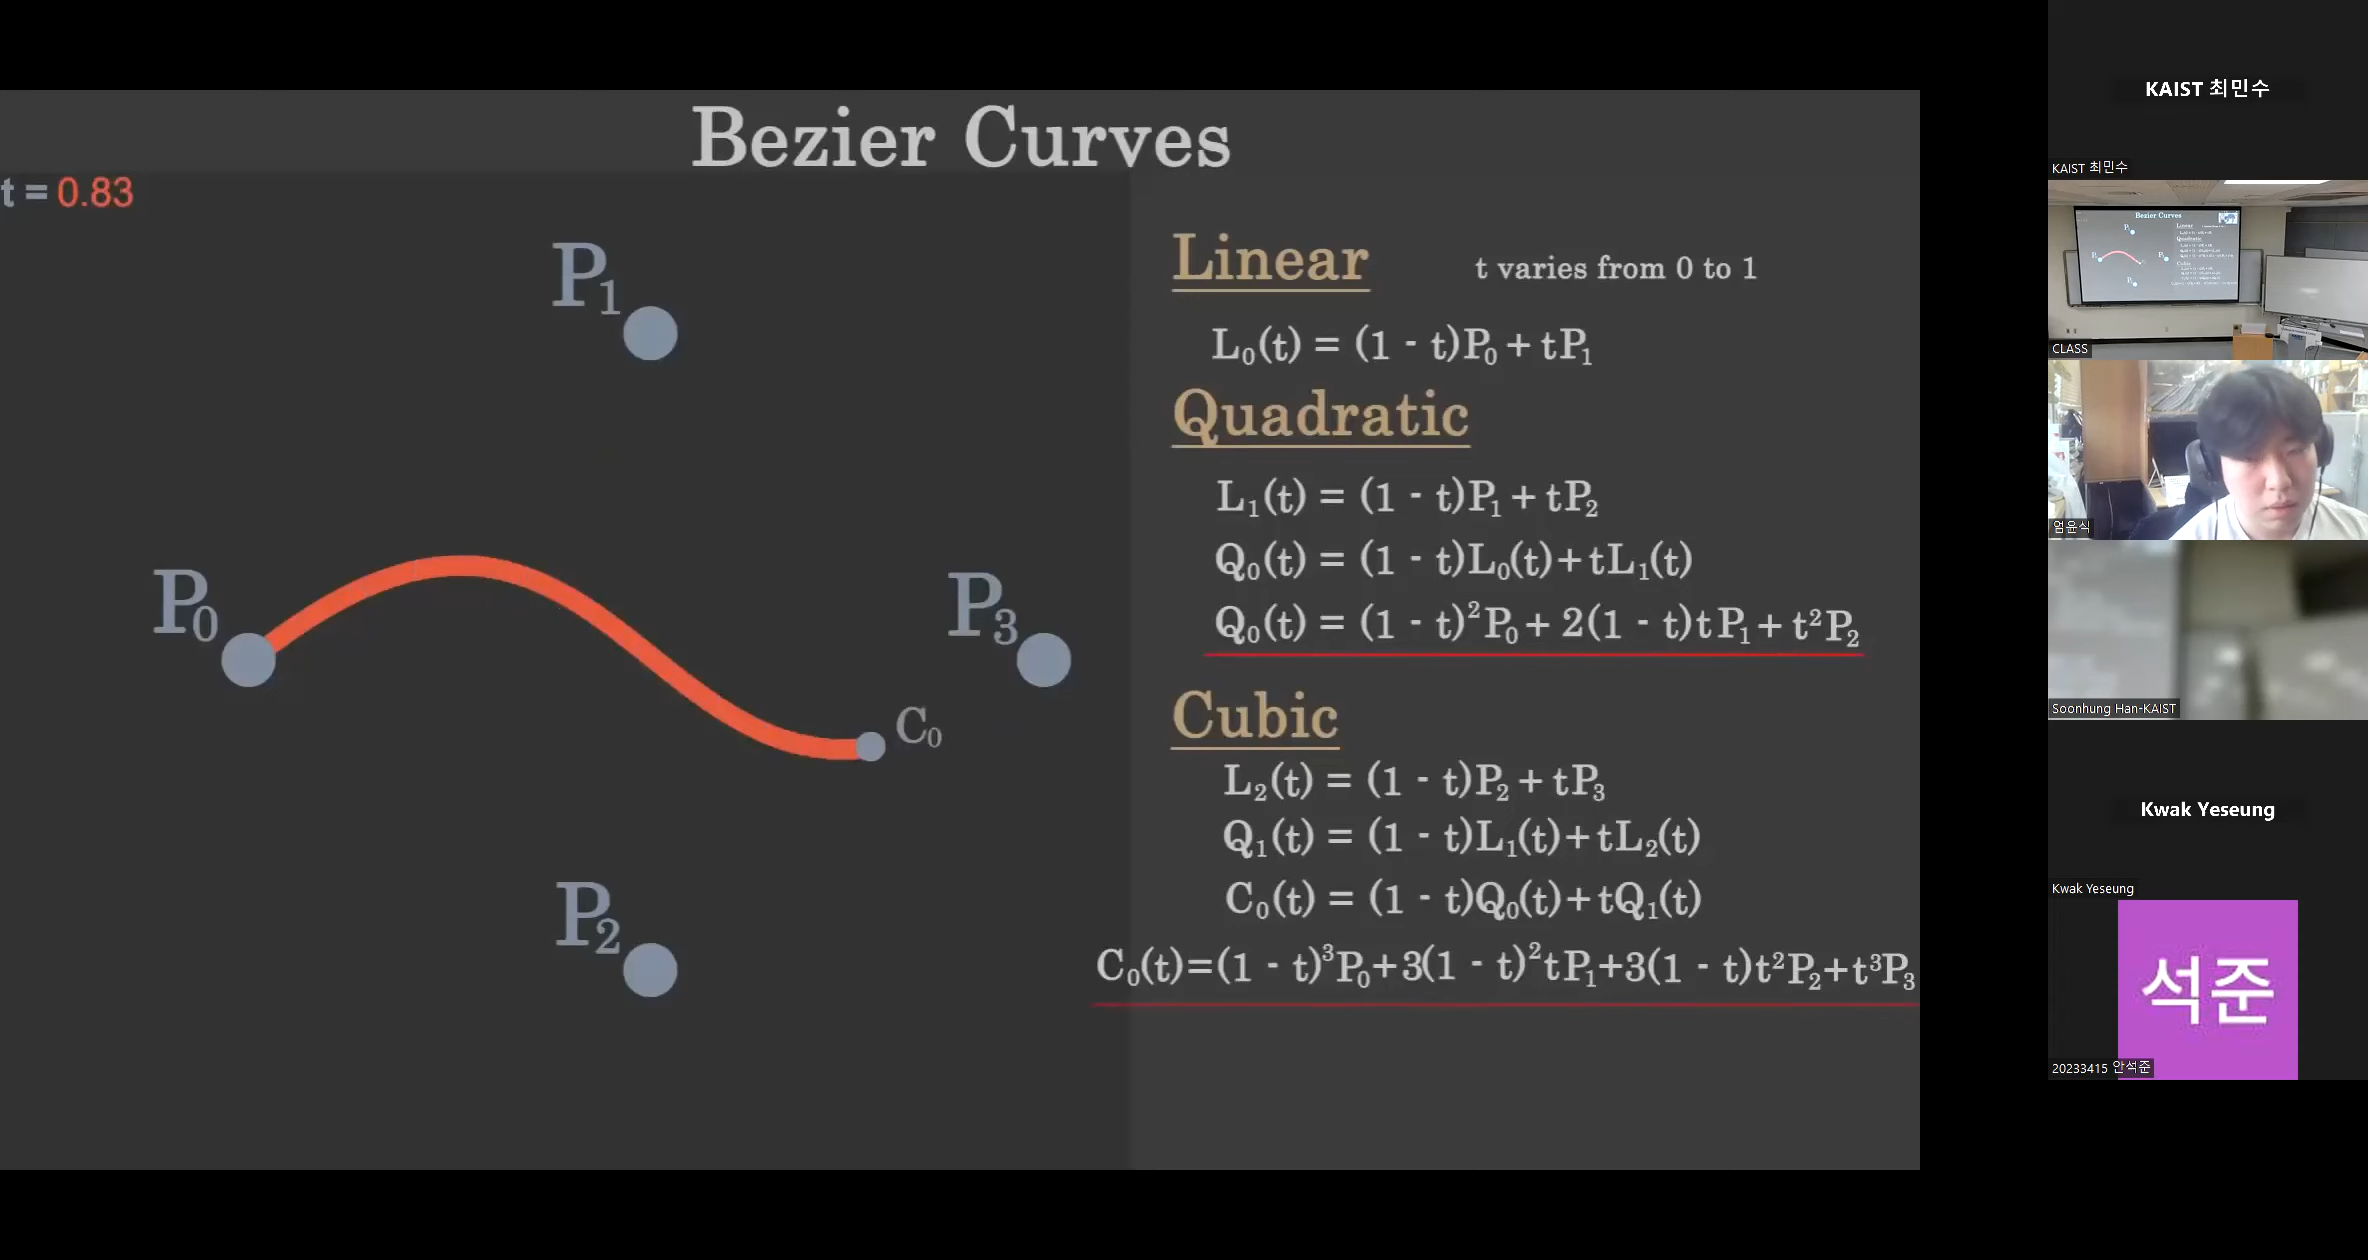 Bezier Curves
t = 0.83
P₁
P₀
P₃
C₀
P₂
Linear
t varies from 0 to 1
L₀(t) = (1 - t)P₀ + tP₁
Quadratic
L₁(t) = (1 - t)P₁ + tP₂
Q₀(t) = (1 - t)L₀(t)+tL₁(t)
Q₀(t) = (1 - t)²P₀ + 2(1 - t)tP₁ + t²P₂
Cubic
L₂(t) = (1 - t)P₂ + tP₃
Q₁(t) = (1 - t)L₁(t)+tL₂(t)
C₀(t) = (1 - t)Q₀(t)+tQ₁(t)
C₀(t)=(1 - t)³P₀+3(1 - t)²tP₁+3(1 - t)t²P₂+t³P₃
KAIST 최민수
KAIST 최민수
Bezier Curves
CLASS
엄윤식
Soonhung Han-KAIST
Kwak Yeseung
Kwak Yeseung
석준
20233415 안석준